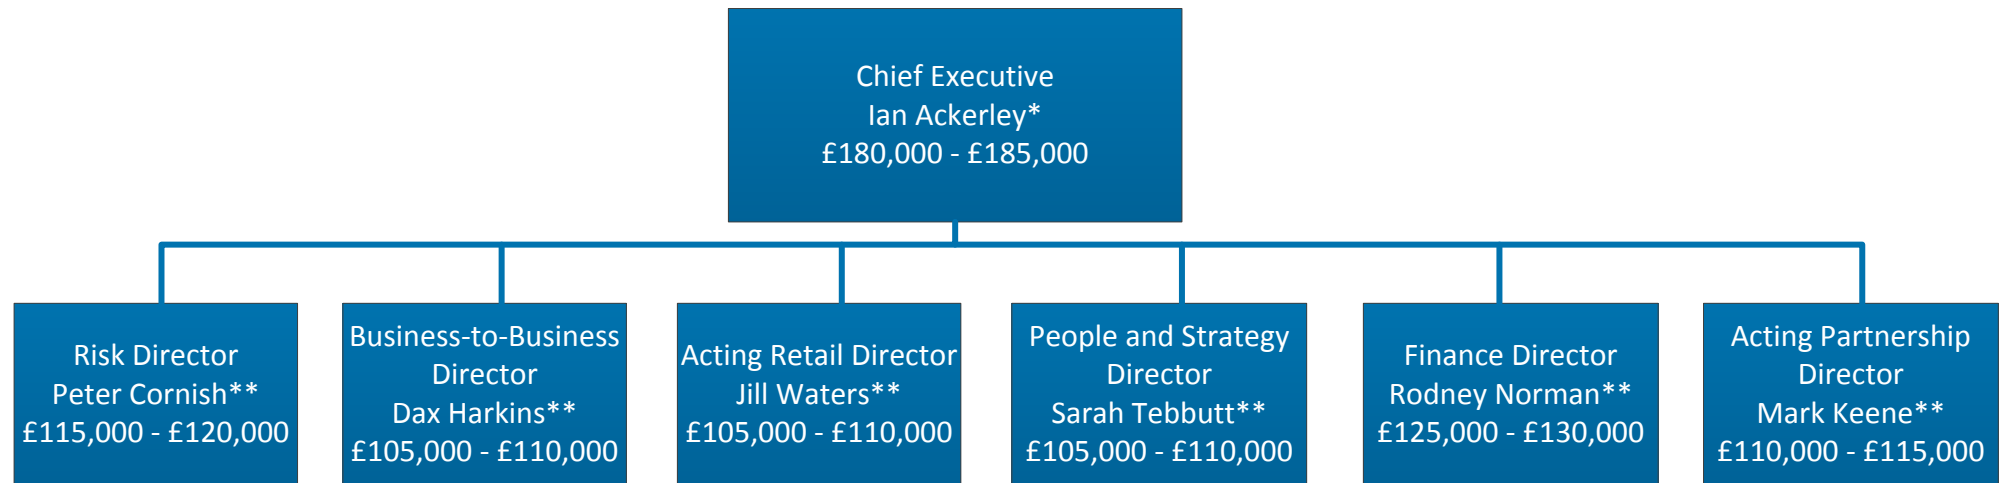 Chief Executive
Ian Ackerley*
£180,000 - £185,000
Risk Director
Peter Cornish**
£115,000 - £120,000
Business-to-Business
Director
Dax Harkins**
£105,000 - £110,000
Acting Retail Director
Jill Waters**
£105,000 - £110,000
People and Strategy
Director
Sarah Tebbutt**
£105,000 - £110,000
Finance Director
Rodney Norman**
£125,000 - £130,000
Acting Partnership
Director
Mark Keene**
£110,000 - £115,000